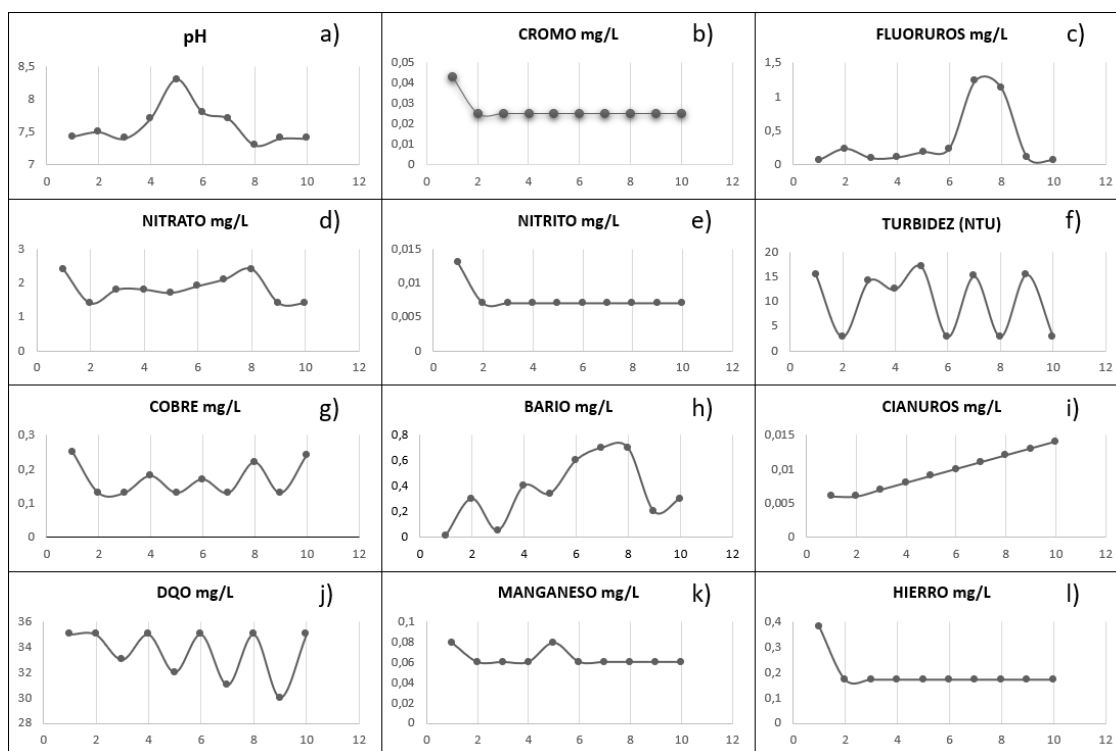 pH
a)
8,5
8
7,5
7
0 2 4 6 8 10 12
CROMO mg/L
b)
0,05
0,04
0,03
0,02
0,01
0
0 2 4 6 8 10 12
FLUORUROS mg/L
c)
1,5
1
0,5
0
0 2 4 6 8 10 12
NITRATO mg/L
d)
3
2
1
0
0 2 4 6 8 10 12
NITRITO mg/L
e)
0,015
0,01
0,005
0
0 2 4 6 8 10 12
TURBIDEZ (NTU)
f)
20
15
10
5
0
0 2 4 6 8 10 12
COBRE mg/L
g)
0,3
0,2
0,1
0
0 2 4 6 8 10 12
BARIO mg/L
h)
0,8
0,6
0,4
0,2
0
0 2 4 6 8 10 12
CIANUROS mg/L
i)
0,015
0,01
0,005
0
0 2 4 6 8 10 12
DQO mg/L
j)
36
34
32
30
28
0 2 4 6 8 10 12
MANGANESO mg/L
k)
0,1
0,08
0,06
0,04
0,02
0
0 2 4 6 8 10 12
HIERRO mg/L
l)
0,4
0,3
0,2
0,1
0
0 2 4 6 8 10 12